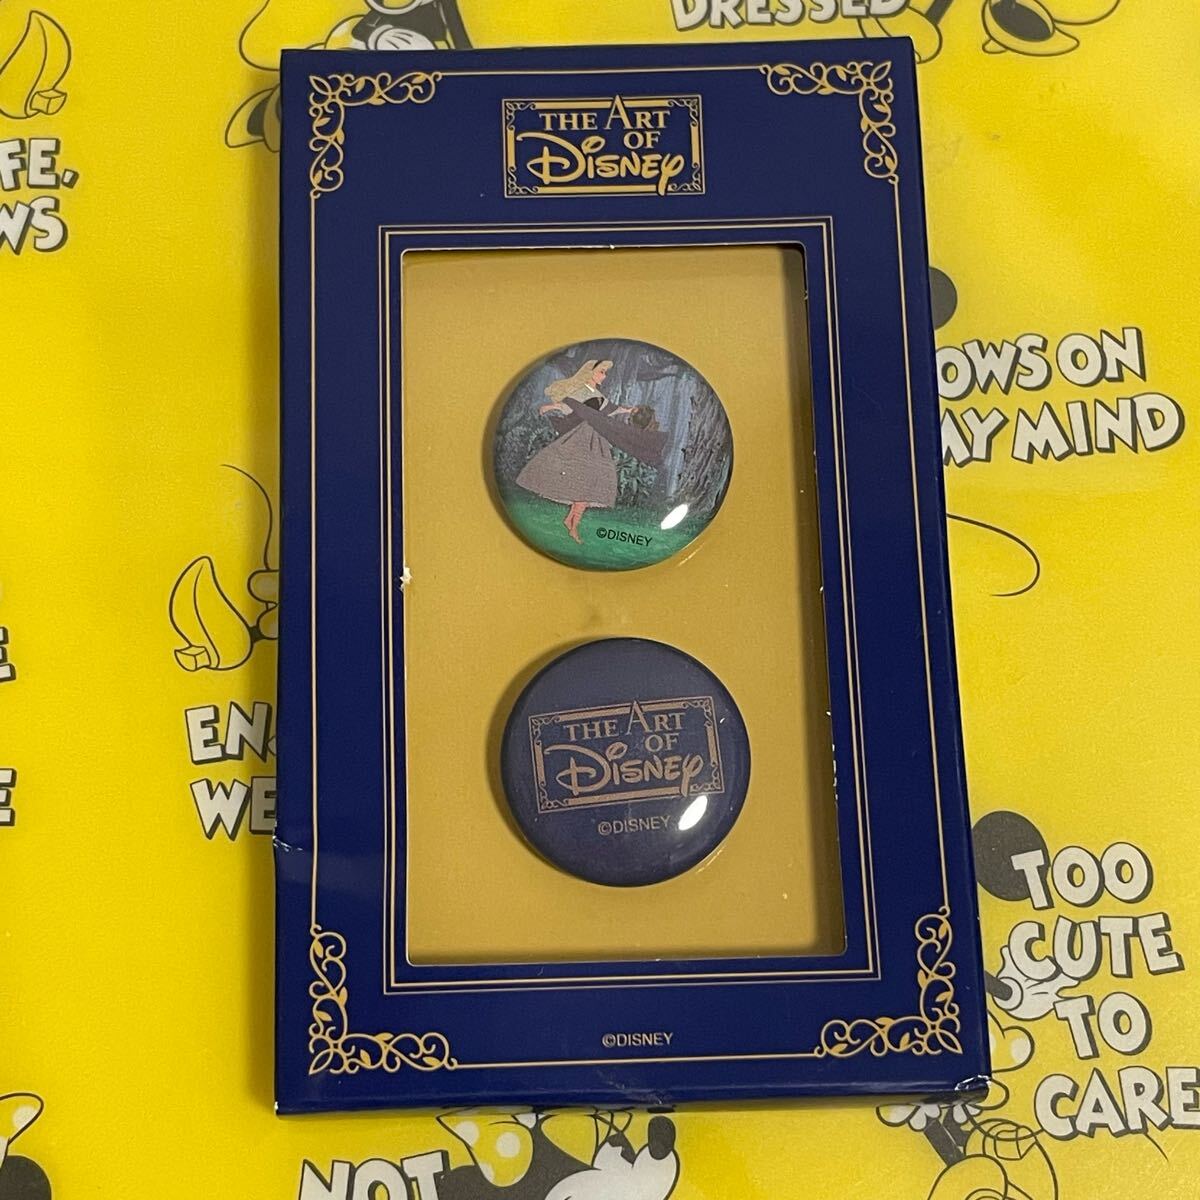 DRESSED
THE ART
OF
DISNEY
FE,
WS
OWS ON
MY MIND
©DISNEY
THE ART
OF
DISNEY
©DISNEY
WE
TOO
CUTE
TO
CARE
©DISNEY
NOT